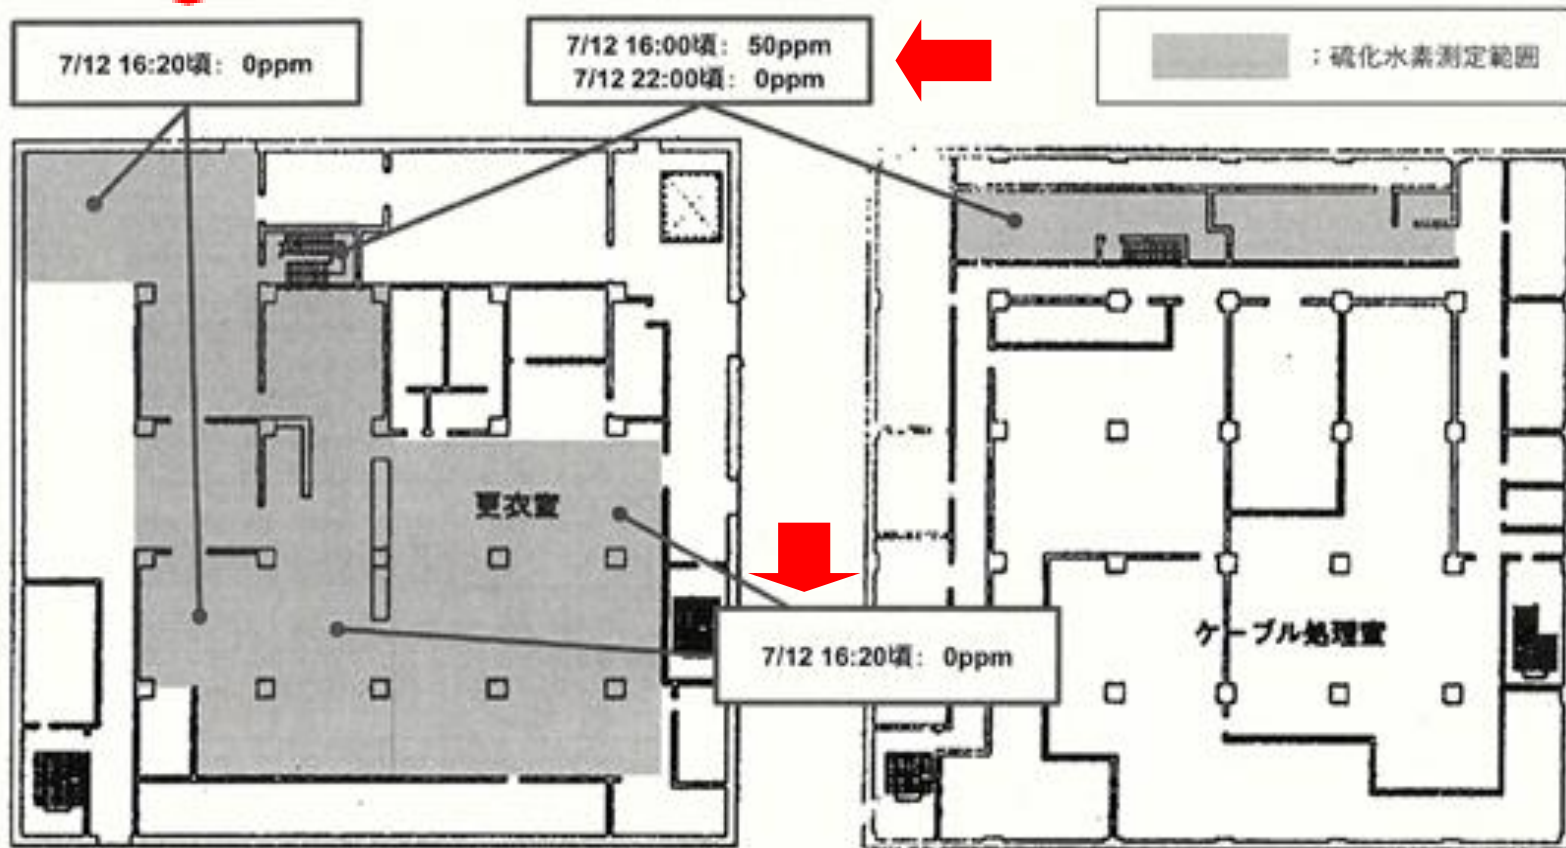 7/12 16:20頃： 0ppm
7/12 16:00頃： 50ppm
7/12 22:00頃： 0ppm
；硫化水素測定範囲
更衣室
7/12 16:20頃： 0ppm
ケーブル処理室